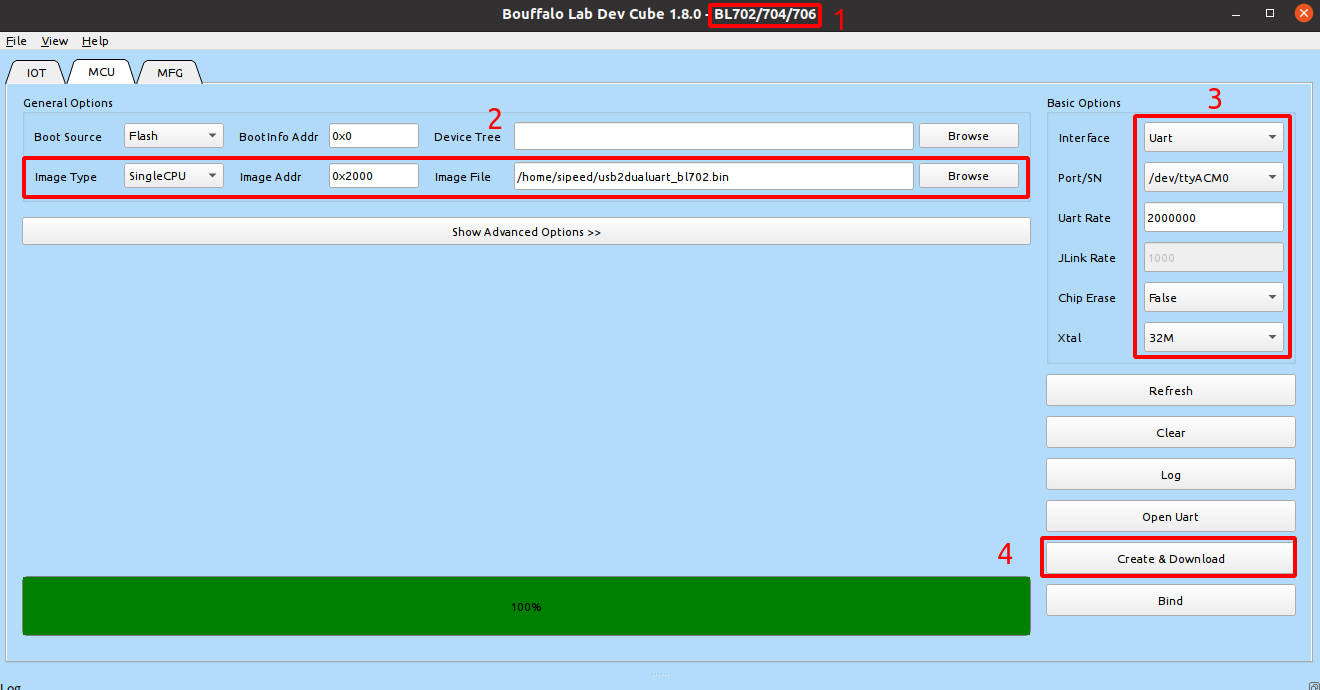 Bouffalo Lab Dev Cube 1.8.0 - BL702/704/706 1
File View Help
IOT MCU MFG
General Options
2
Boot Source Flash BootInfo Addr 0x0 Device Tree Browse
Image Type SingleCPU Image Addr 0x2000 Image File /home/sipeed/usb2dualuart_bl702.bin Browse
Show Advanced Options >>
100%
Basic Options 3
Interface Uart
Port/SN /dev/ttyACM0
Uart Rate 2000000
JLink Rate 1000
Chip Erase False
Xtal 32M
Refresh
Clear
Log
Open Uart
4 Create & Download
Bind
Log